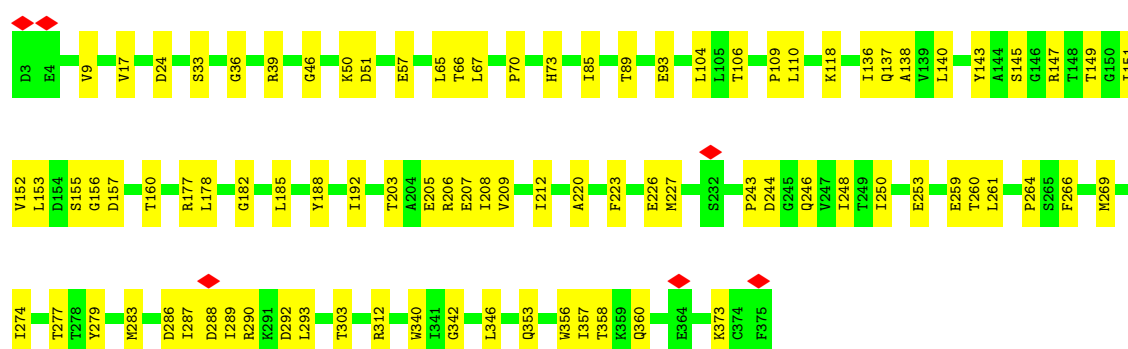 D3 E4 V9 V17 D24 S33 G36 R39 G46 K50 D51 E57 L65 T66 L67 P70 H73 I85 T89 E93 L104 L105 T106 P109 L110 K118 I136 Q137 A138 V139 L140 Y143 A144 S145 G146 R147 T148 T149 G150 I151
V152 L153 D154 S155 G156 D157 T160 R177 L178 G182 L185 Y188 I192 T203 A204 E205 R206 E207 I208 V209 I212 A220 F223 E226 M227 S232 P243 D244 G245 Q246 V247 I248 T249 I250 E253 E259 T260 L261 P264 S265 F266 M269
I274 T277 T278 Y279 M283 D286 I287 D288 I289 R290 K291 D292 L293 T303 R312 W340 I341 G342 L346 Q353 W356 I357 T358 K359 Q360 E364 K373 C374 F375